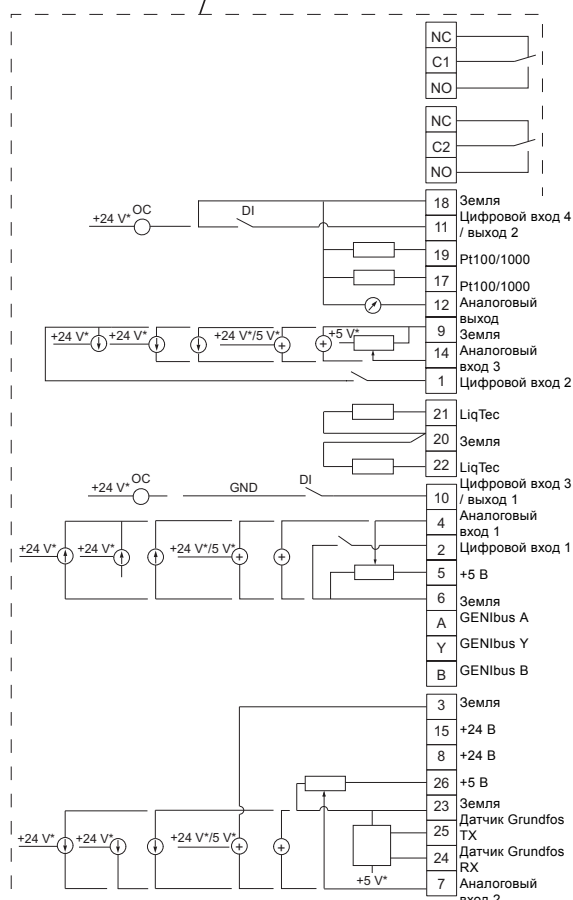 NC
C1
NO
NC
C2
NO
18 Земля
+24 V* OC DI 11 Цифровой вход 4 / выход 2
19 Pt100/1000
17 Pt100/1000
12 Аналоговый выход
+24 V* +24 V* +24 V*/5 V* +5 V* 9 Земля
14 Аналоговый вход 3
1 Цифровой вход 2
21 LiqTec
20 Земля
22 LiqTec
+24 V* OC GND DI 10 Цифровой вход 3 / выход 1
4 Аналоговый вход 1
+24 V* +24 V* +24 V*/5 V* 2 Цифровой вход 1
5 +5 В
6 Земля
A GENIbus A
Y GENIbus Y
B GENIbus B
3 Земля
15 +24 В
8 +24 В
26 +5 В
23 Земля
+24 V* +24 V* +24 V*/5 V* 25 Датчик Grundfos TX
24 Датчик Grundfos RX
+5 V* 7 Аналоговый вход 2